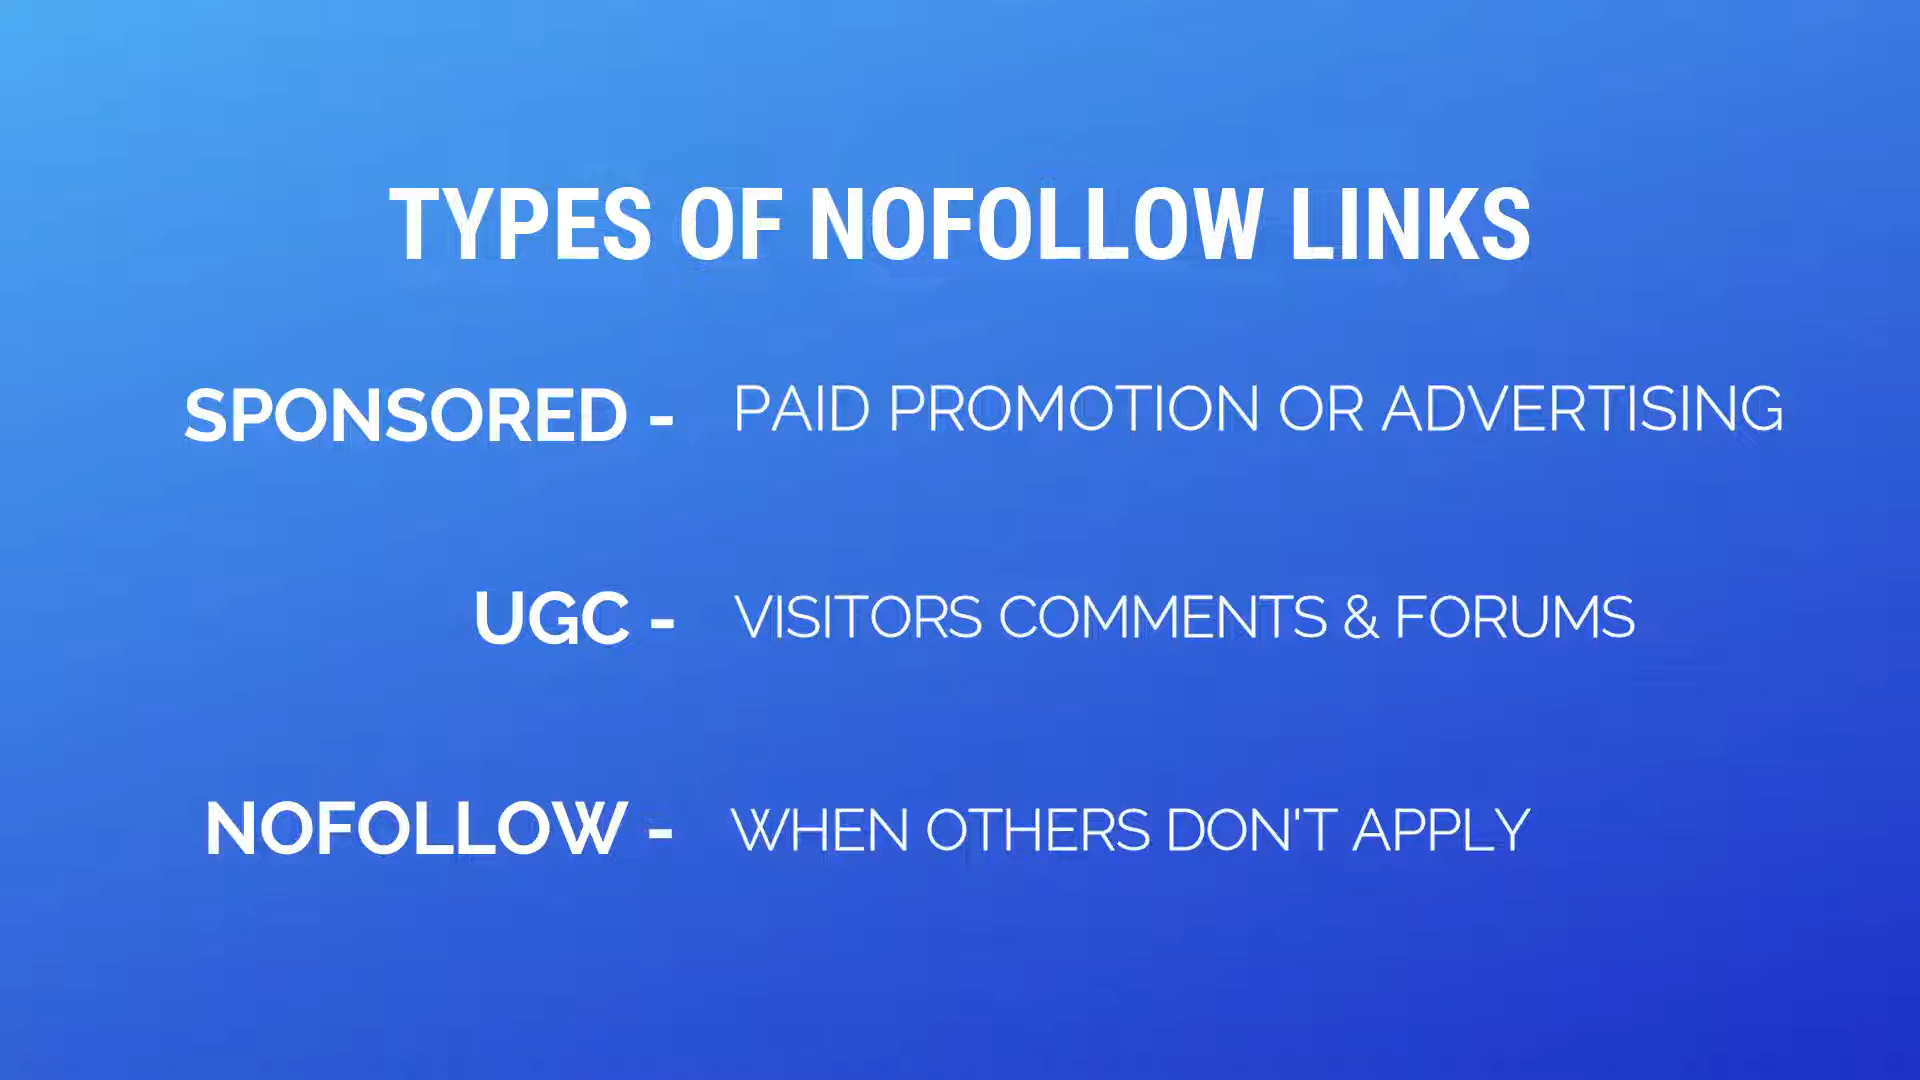 TYPES OF NOFOLLOW LINKS
SPONSORED - PAID PROMOTION OR ADVERTISING
UGC - VISITORS COMMENTS & FORUMS
NOFOLLOW - WHEN OTHERS DON'T APPLY